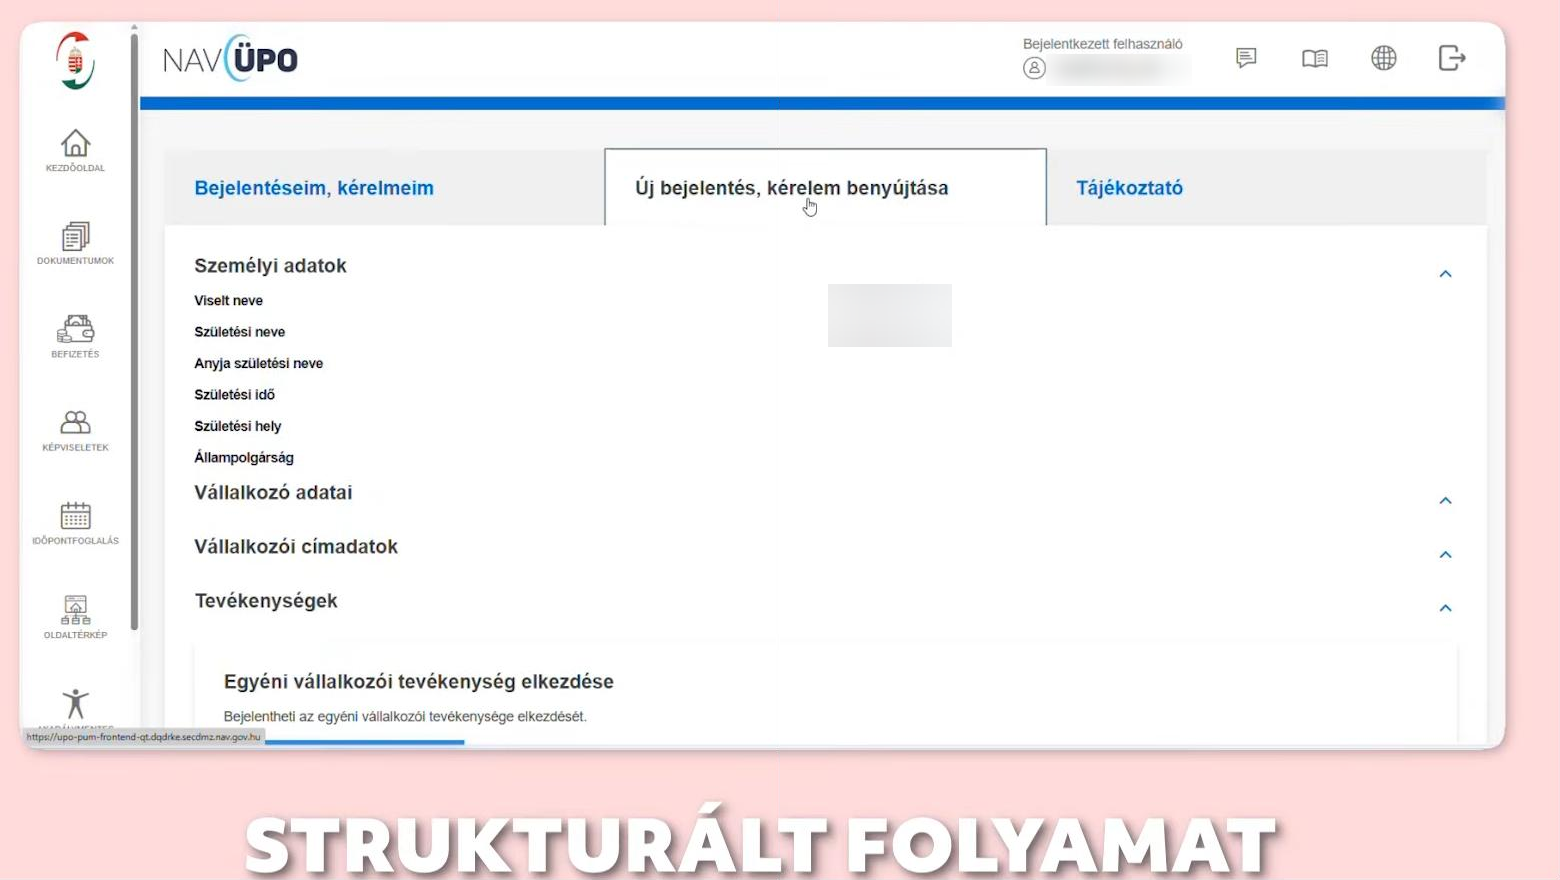 NAV ÜPO
Bejelentkezett felhasználó
KEZDŐOLDAL
DOKUMENTUMOK
BEFIZETÉS
KÉPVISELETEK
IDŐPONTFOGLALÁS
OLDALTÉRKÉP
https://upo-pum-frontend-qt.dqdrke.secdmz.nav.gov.hu
Bejelentéseim, kérelmeim
Új bejelentés, kérelem benyújtása
Tájékoztató
Személyi adatok
Viselt neve
Születési neve
Anyja születési neve
Születési idő
Születési hely
Állampolgárság
Vállalkozó adatai
Vállalkozói címadatok
Tevékenységek
Egyéni vállalkozói tevékenység elkezdése
Bejelentheti az egyéni vállalkozói tevékenysége elkezdését.
STRUKTURÁLT FOLYAMAT